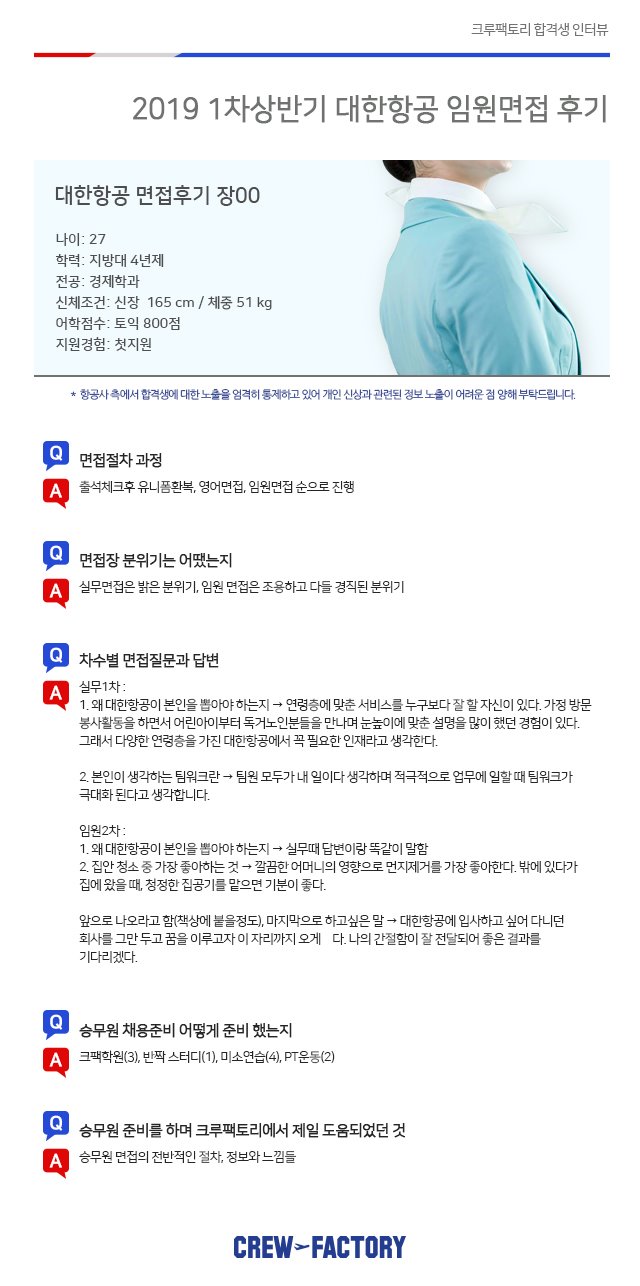 크루팩토리 합격생 인터뷰
2019 1차상반기 대한항공 임원면접 후기
대한항공 면접후기 장00
나이: 27
학력: 지방대 4년제
전공: 경제학과
신체조건: 신장 165 cm / 체중 51 kg
어학점수: 토익 800점
지원경험: 첫지원
* 항공사 측에서 합격생에 대한 노출을 엄격히 통제하고 있어 개인 신상과 관련된 정보 노출이 어려운 점 양해 부탁드립니다.
Q 면접절차 과정
A 출석체크후 유니폼환복, 영어면접, 임원면접 순으로 진행
Q 면접장 분위기는 어땠는지
A 실무면접은 밝은 분위기, 임원 면접은 조용하고 다들 경직된 분위기
Q 차수별 면접질문과 답변
A 실무1차 :
1. 왜 대한항공이 본인을 뽑아야 하는지 → 연령층에 맞춘 서비스를 누구보다 잘 할 자신이 있다. 가정 방문
봉사활동을 하면서 어린아이부터 독거노인분들을 만나며 눈높이에 맞춘 설명을 많이 했던 경험이 있다.
그래서 다양한 연령층을 가진 대한항공에서 꼭 필요한 인재라고 생각한다.
2. 본인이 생각하는 팀워크란 → 팀원 모두가 내 일이다 생각하며 적극적으로 업무에 일할 때 팀워크가
극대화 된다고 생각합니다.
임원2차 :
1. 왜 대한항공이 본인을 뽑아야 하는지 → 실무때 답변이랑 똑같이 말함
2. 집안 청소 중 가장 좋아하는 것 → 깔끔한 어머니의 영향으로 먼지제거를 가장 좋아한다. 밖에 있다가
집에 왔을 때, 청정한 집공기를 맡으면 기분이 좋다.
앞으로 나오라고 함(책상에 붙을정도), 마지막으로 하고싶은 말 → 대한항공에 입사하고 싶어 다니던
회사를 그만 두고 꿈을 이루고자 이 자리까지 오게 다. 나의 간절함이 잘 전달되어 좋은 결과를
기다리겠다.
Q 승무원 채용준비 어떻게 준비 했는지
A 크팩학원(3), 반짝 스터디(1), 미소연습(4), PT운동(2)
Q 승무원 준비를 하며 크루팩토리에서 제일 도움되었던 것
A 승무원 면접의 전반적인 절차, 정보와 느낌들
CREW FACTORY